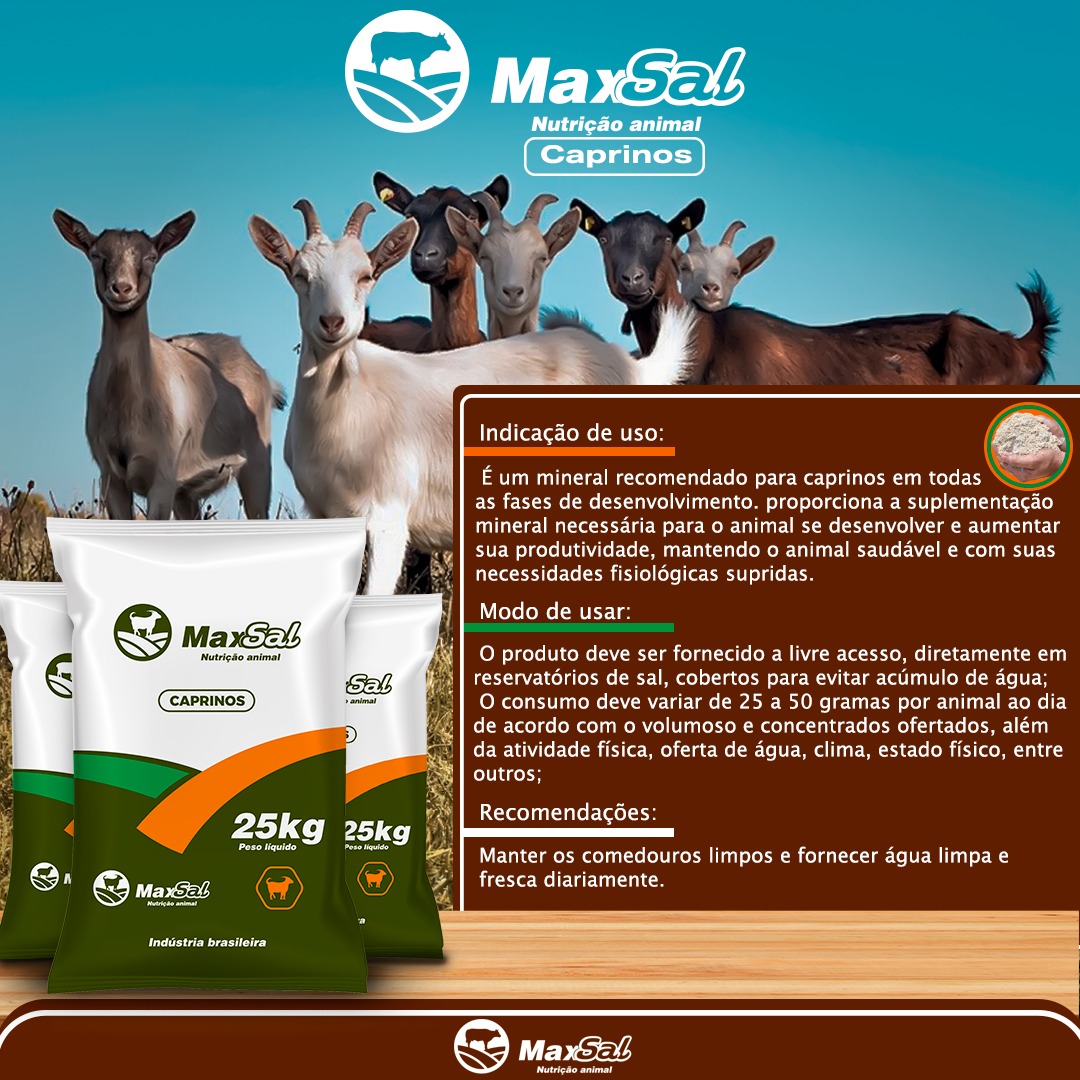 MaxSal
Nutrição animal
Caprinos
Indicação de uso:
É um mineral recomendado para caprinos em todas
as fases de desenvolvimento. proporciona a suplementação
mineral necessária para o animal se desenvolver e aumentar
sua produtividade, mantendo o animal saudável e com suas
necessidades fisiológicas supridas.
Modo de usar:
O produto deve ser fornecido a livre acesso, diretamente em
reservatórios de sal, cobertos para evitar acúmulo de água;
O consumo deve variar de 25 a 50 gramas por animal ao dia
de acordo com o volumoso e concentrados ofertados, além
da atividade física, oferta de água, clima, estado físico, entre
outros;
Recomendações:
Manter os comedouros limpos e fornecer água limpa e
fresca diariamente.
MaxSal
Nutrição animal
CAPRINOS
25kg
Peso líquido
MaxSal
Nutrição animal
Indústria brasileira
Sal
animal
25kg
Peso líquido
MaxSal
Nutrição animal